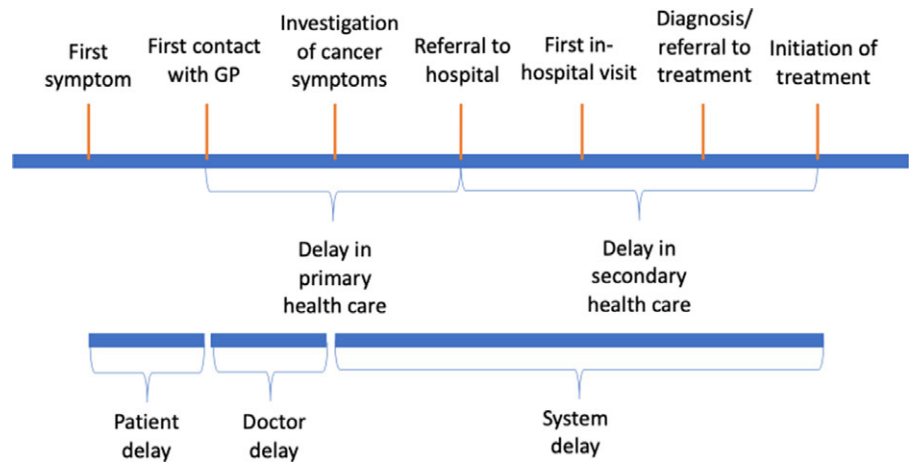 First
symptom
First contact
with GP
Investigation
of cancer
symptoms
Referral to
hospital
First in-
hospital visit
Diagnosis/
referral to
treatment
Initiation of
treatment
Delay in
primary
health care
Delay in
secondary
health care
Patient
delay
Doctor
delay
System
delay